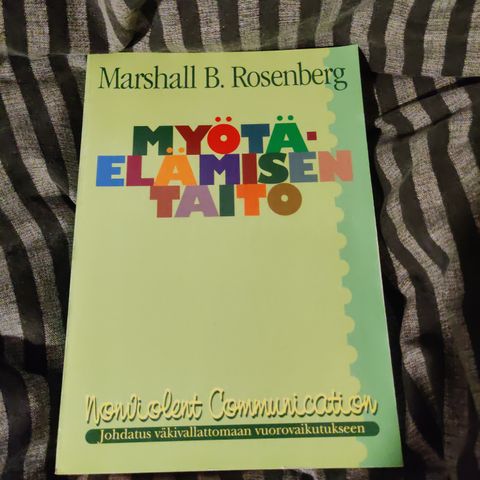 Marshall B. Rosenberg
MYÖTÄ-
ELÄMISEN
TAITO
Nonviolent Communication
Johdatus väkivallattomaan vuorovaikutukseen